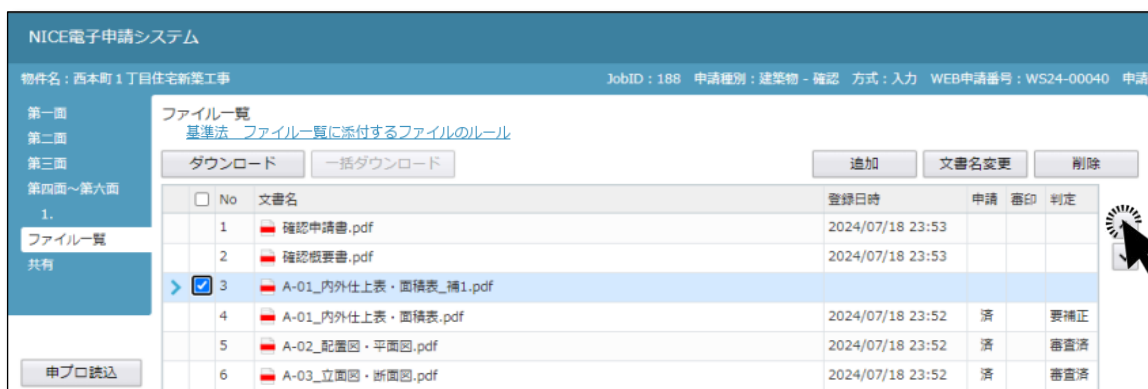 NICE電子申請システム
物件名：西本町１丁目住宅新築工事 JobID：188 申請種別：建築物 - 確認 方式：入力 WEB申請番号：WS24-00040 申請
第一面
第二面
第三面
第四面～第六面
1.
ファイル一覧
共有
申プロ読込
ファイル一覧
基準法 ファイル一覧に添付するファイルのルール
ダウンロード 一括ダウンロード 追加 文書名変更 削除
No 文書名 登録日時 申請 審印 判定
1 確認申請書.pdf 2024/07/18 23:53
2 確認概要書.pdf 2024/07/18 23:53
3 A-01_内外仕上表・面積表_補1.pdf
4 A-01_内外仕上表・面積表.pdf 2024/07/18 23:52 済 要補正
5 A-02_配置図・平面図.pdf 2024/07/18 23:52 済 審査済
6 A-03_立面図・断面図.pdf 2024/07/18 23:52 済 審査済